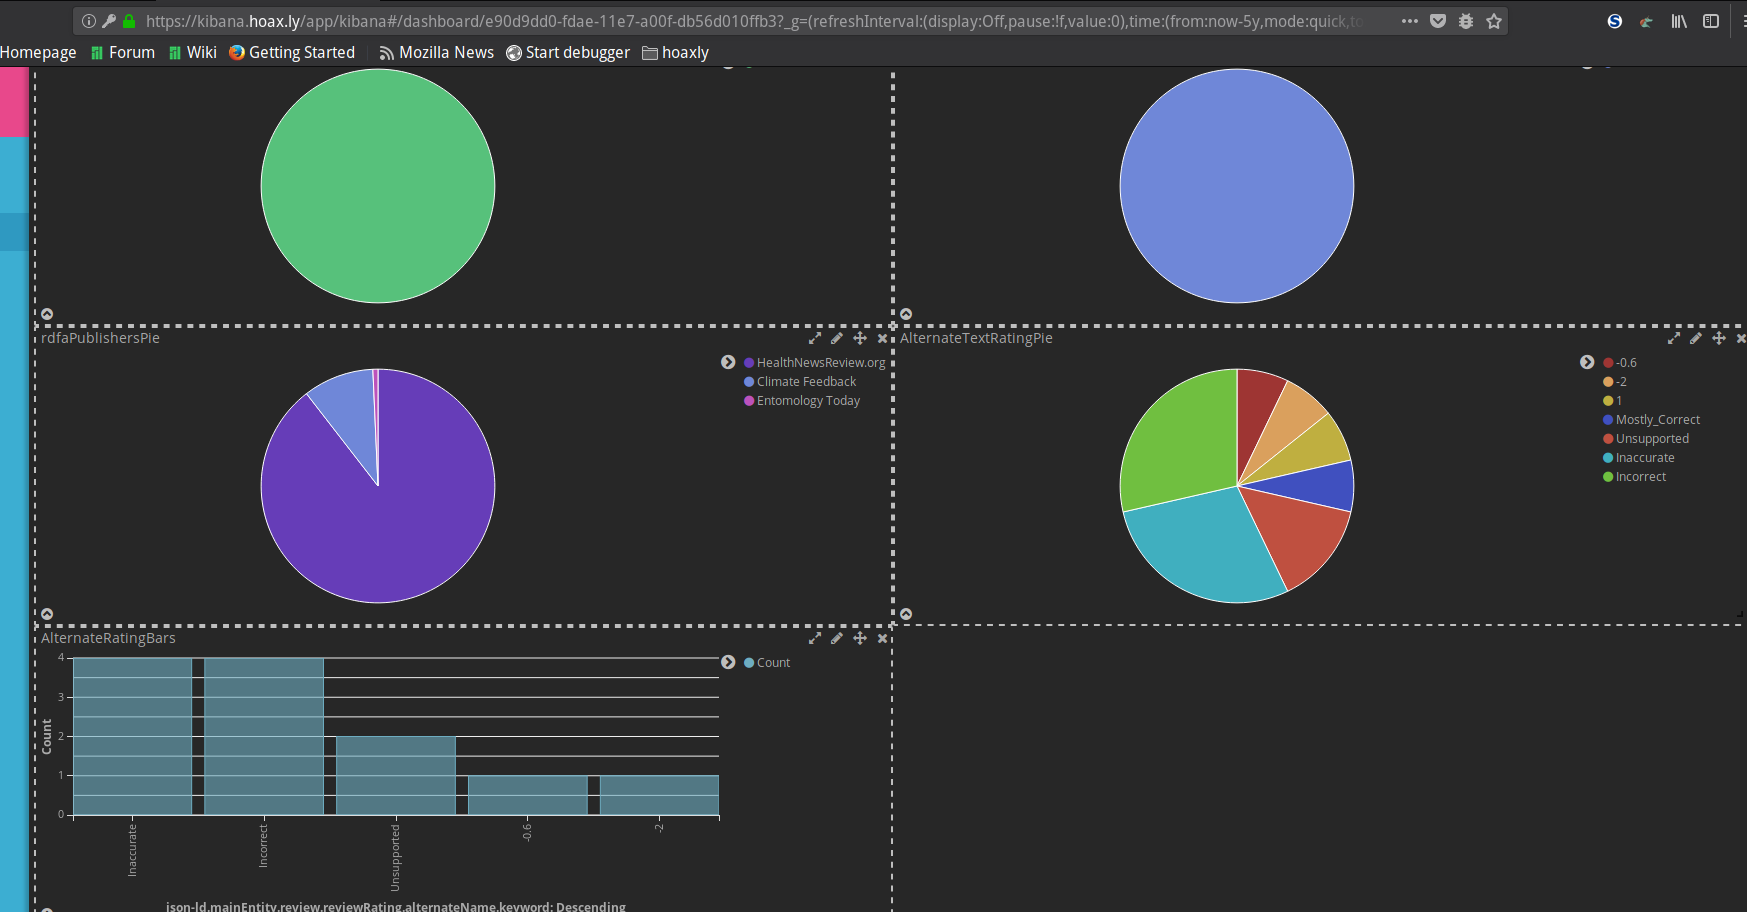 https://kibana.hoax.ly/app/kibana#/dashboard/e90d9dd0-fdae-11e7-a00f-db56d010ffb3?_g=(refreshInterval:(display:Off,pause:!f,value:0),time:(from:now-5y,mode:quick,to
Homepage Forum Wiki Getting Started Mozilla News Start debugger hoaxly
rdfaPublishersPie
HealthNewsReview.org
Climate Feedback
Entomology Today
AlternateTextRatingPie
-0.6
-2
1
Mostly_Correct
Unsupported
Inaccurate
Incorrect
AlternateRatingBars
Count
4
3
2
1
0
Count
Inaccurate
Incorrect
Unsupported
-0.6
-2
json-ld.mainEntity.review.reviewRating.alternateName.keyword: Descending